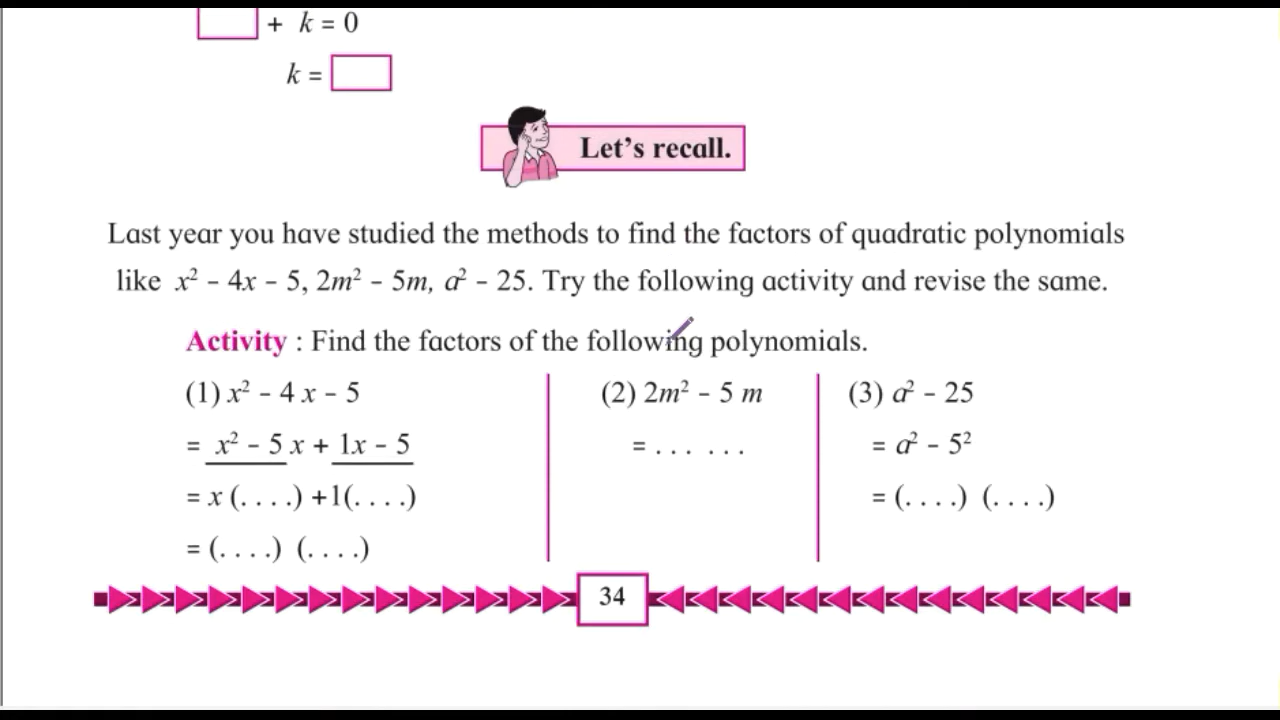 + k = 0
k =
Let's recall.
Last year you have studied the methods to find the factors of quadratic polynomials
like x² - 4x - 5, 2m² - 5m, a² - 25. Try the following activity and revise the same.
Activity : Find the factors of the following polynomials.
(1) x² - 4 x - 5
= x² - 5 x + 1x - 5
= x (. . . .) +1(. . . .)
= (. . . .) (. . . .)
(2) 2m² - 5 m
= . . . . . .
(3) a² - 25
= a² - 5²
= (. . . .) (. . . .)
34